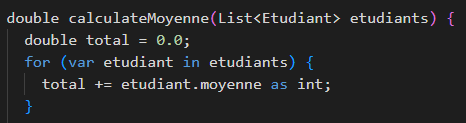 double calculateMoyenne(List<Etudiant> etudiants) {
  double total = 0.0;
  for (var etudiant in etudiants) {
    total += etudiant.moyenne as int;
  }